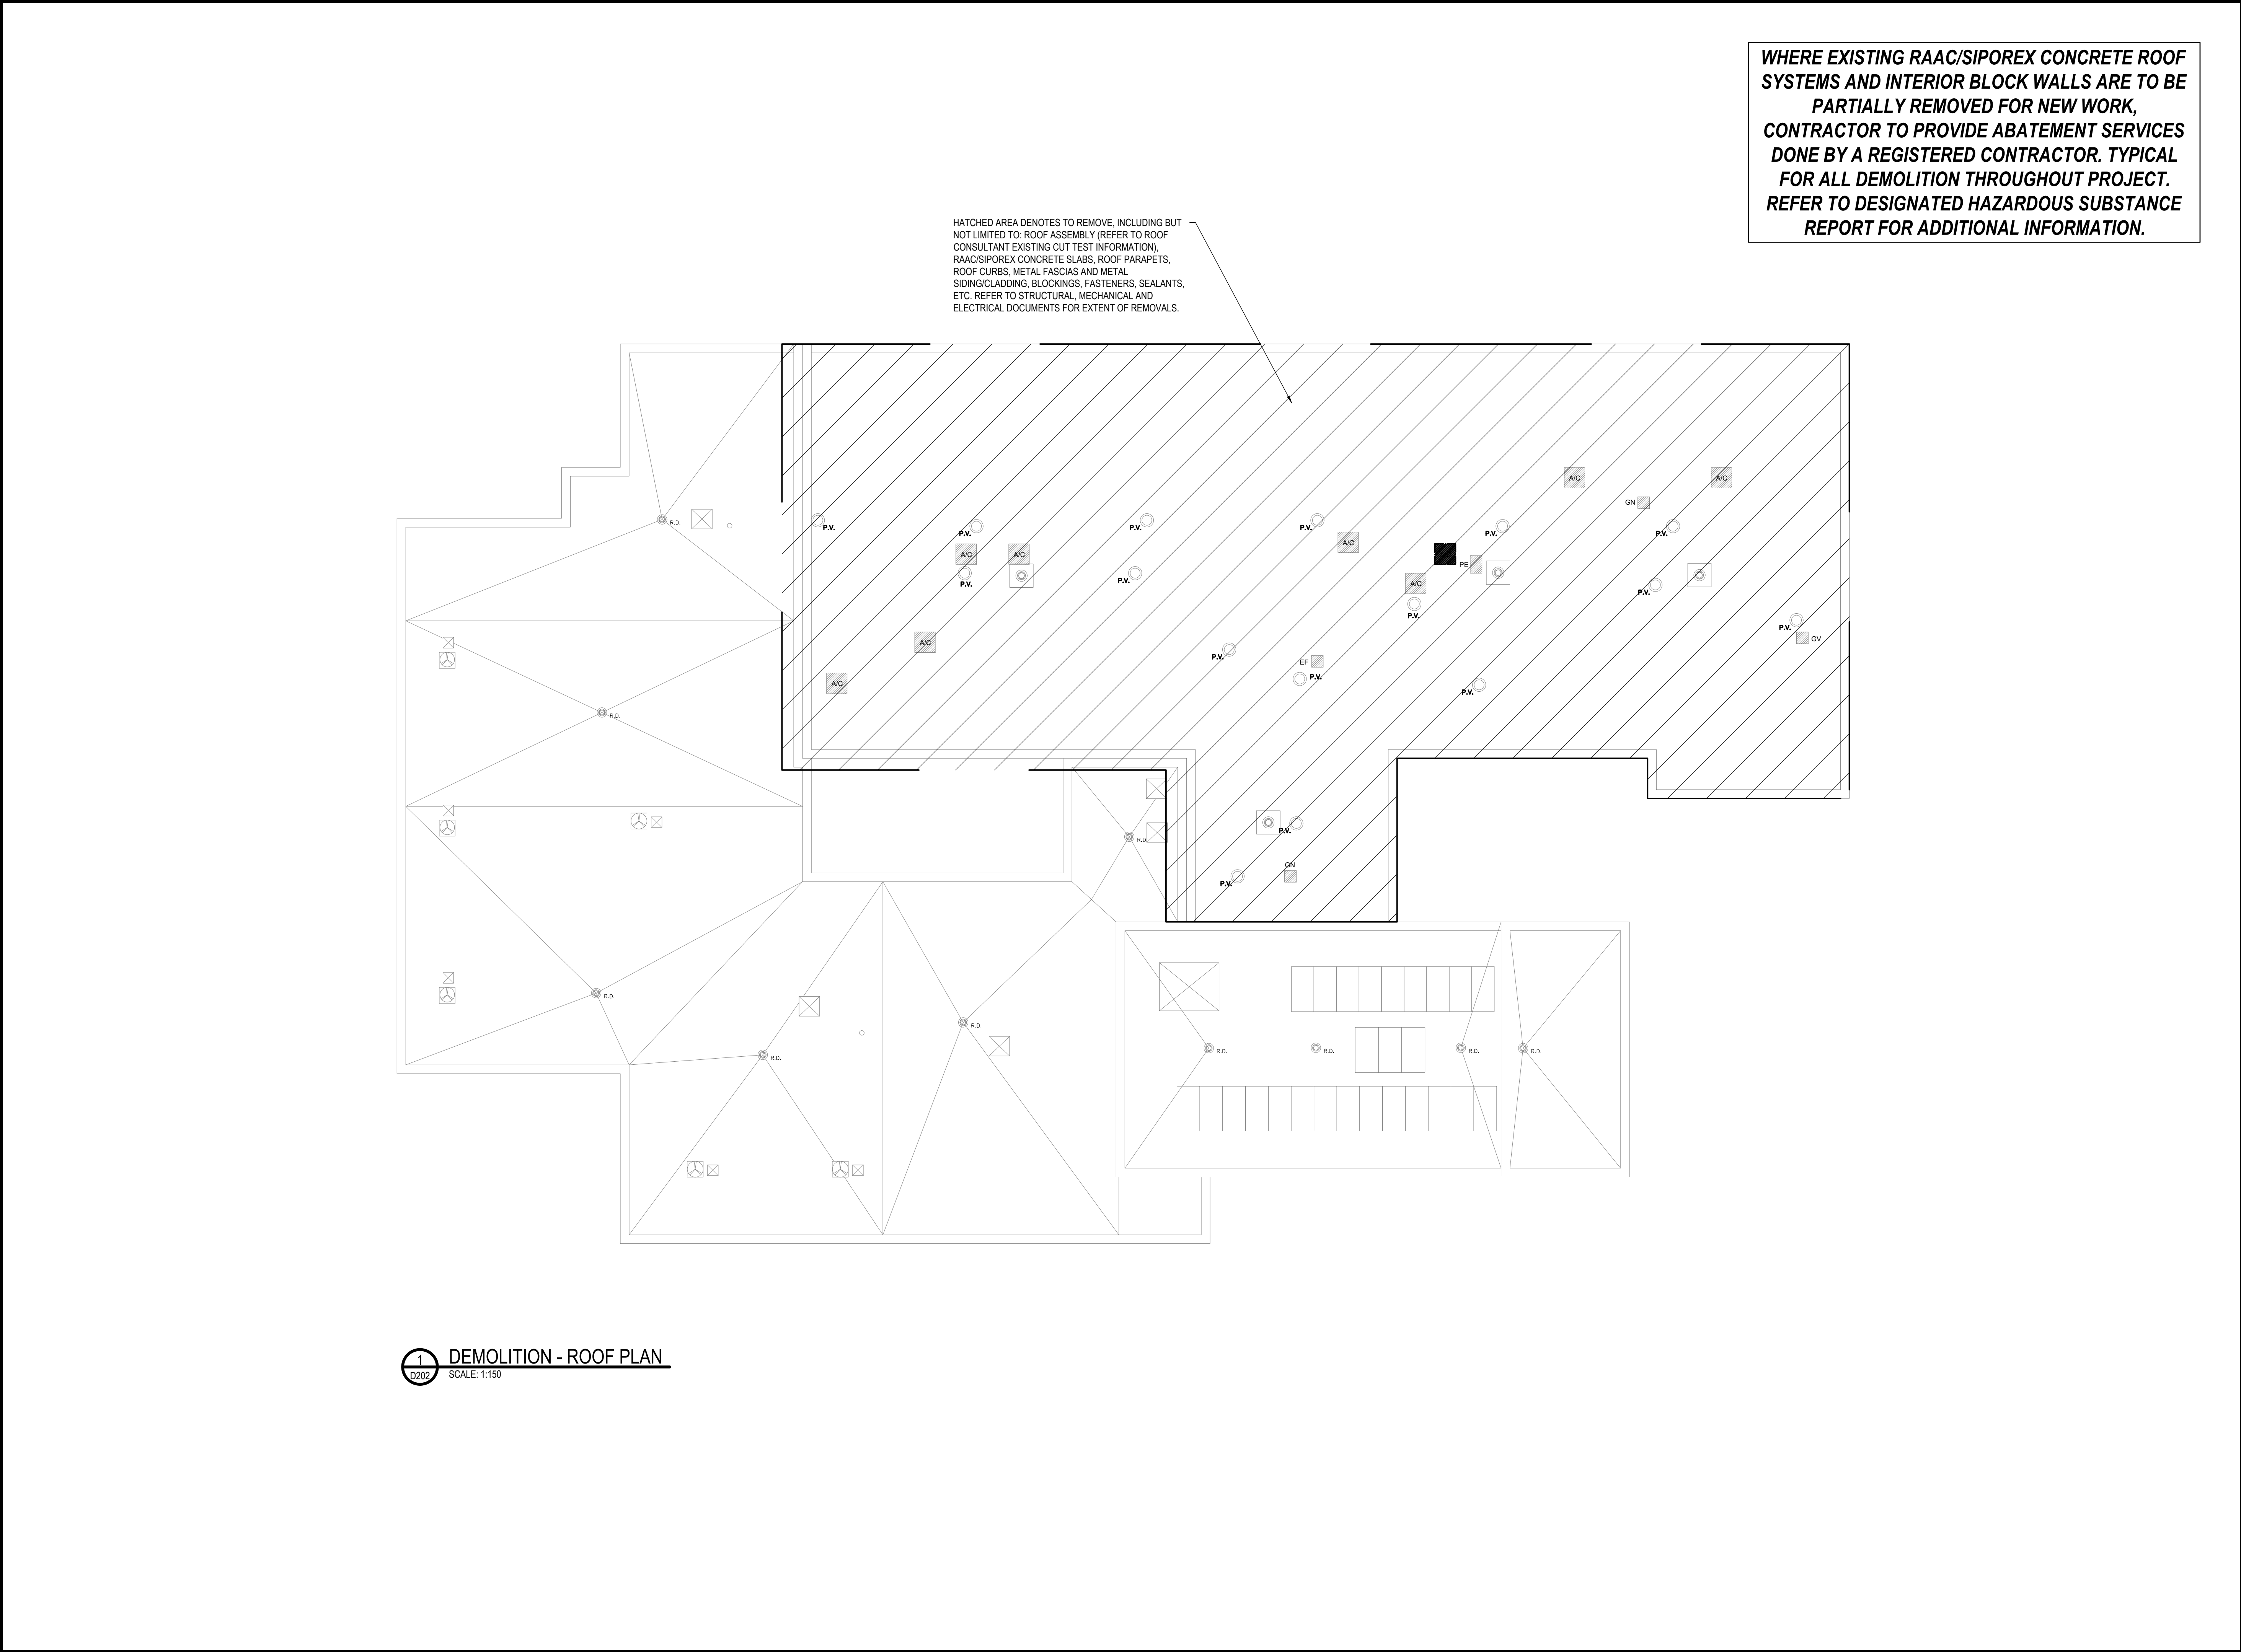 WHERE EXISTING RAAC/SIPOREX CONCRETE ROOF
SYSTEMS AND INTERIOR BLOCK WALLS ARE TO BE
PARTIALLY REMOVED FOR NEW WORK,
CONTRACTOR TO PROVIDE ABATEMENT SERVICES
DONE BY A REGISTERED CONTRACTOR. TYPICAL
FOR ALL DEMOLITION THROUGHOUT PROJECT.
REFER TO DESIGNATED HAZARDOUS SUBSTANCE
REPORT FOR ADDITIONAL INFORMATION.
HATCHED AREA DENOTES TO REMOVE, INCLUDING BUT
NOT LIMITED TO: ROOF ASSEMBLY (REFER TO ROOF
CONSULTANT EXISTING CUT TEST INFORMATION),
RAAC/SIPOREX CONCRETE SLABS, ROOF PARAPETS,
ROOF CURBS, METAL FASCIAS AND METAL
SIDING/CLADDING, BLOCKINGS, FASTENERS, SEALANTS,
ETC. REFER TO STRUCTURAL, MECHANICAL AND
ELECTRICAL DOCUMENTS FOR EXTENT OF REMOVALS.
A/C
A/C
GN
R.D.
P.V.
P.V.
P.V.
P.V.
P.V.
P.V.
A/C
A/C
A/C
PE
P.V.
P.V.
A/C
P.V.
P.V.
P.V.
GV
A/C
P.V.
EF
P.V.
A/C
P.V.
R.D.
P.V.
R.D.
GN
P.V.
R.D.
R.D.
R.D.
R.D.
R.D.
R.D.
R.D.
1
D202
DEMOLITION - ROOF PLAN
SCALE: 1:150